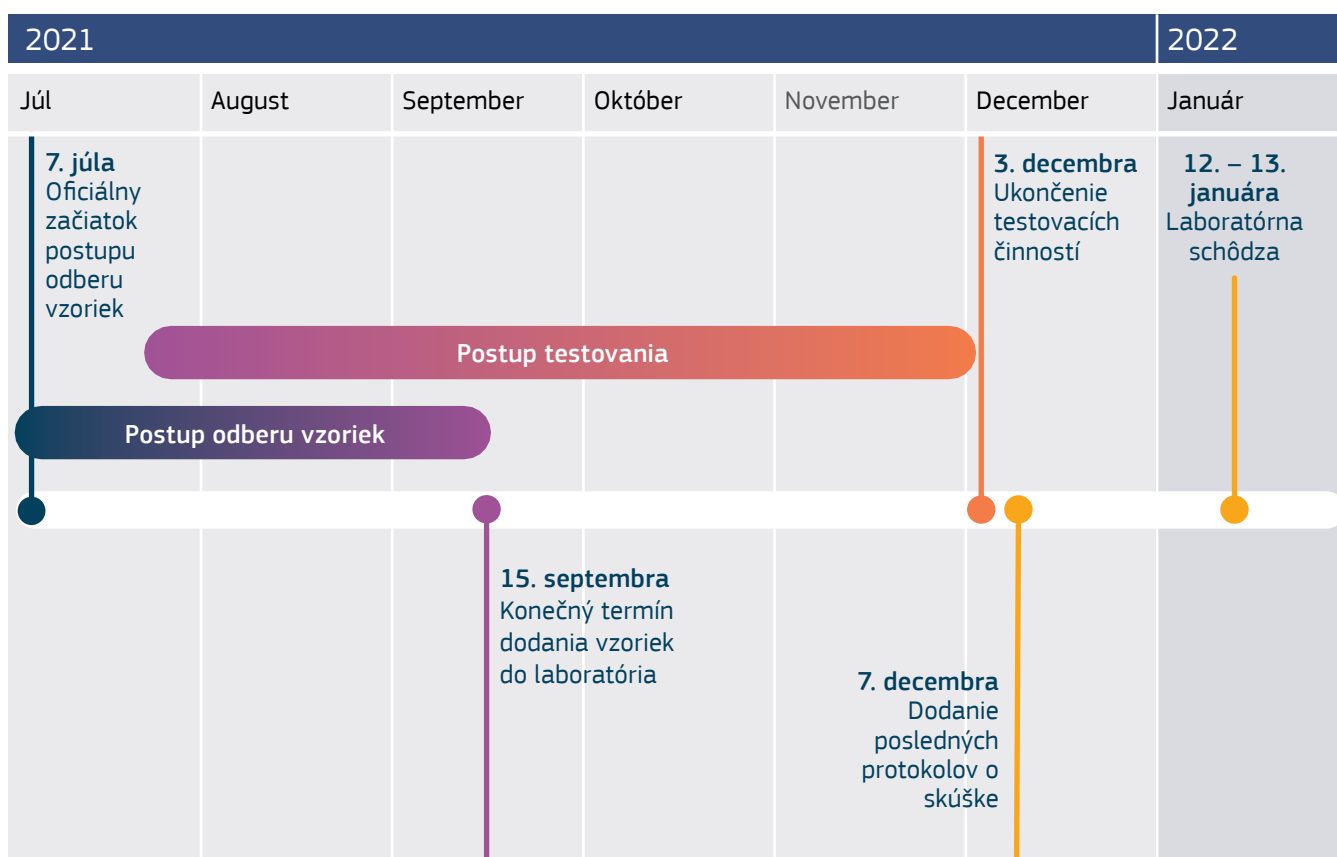 2021
2022
Júl
August
September
Október
November
December
Január
7. júla
Oficiálny
začiatok
postupu
odberu
vzoriek
3. decembra
Ukončenie
testovacích
činností
12. – 13.
januára
Laboratórna
schôdza
Postup testovania
Postup odberu vzoriek
15. septembra
Konečný termín
dodania vzoriek
do laboratória
7. decembra
Dodanie
posledných
protokolov o
skúške